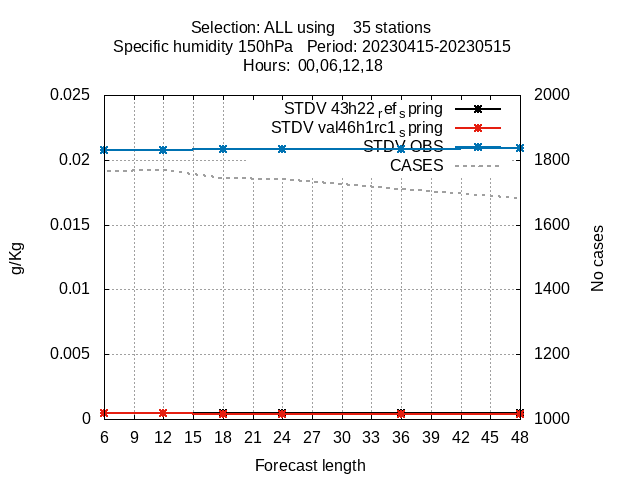 Selection: ALL using 35 stations
Specific humidity 150hPa Period: 20230415-20230515
Hours: 00,06,12,18
0.025 2000
STDV 43h22ref spring
STDV val46h1rc1spring
STDV OBS
0.02 1800
CASES
0.015 1600
g/Kg
No cases
0.01 1400
0.005 1200
0 1000
6 9 12 15 18 21 24 27 30 33 36 39 42 45 48
Forecast length